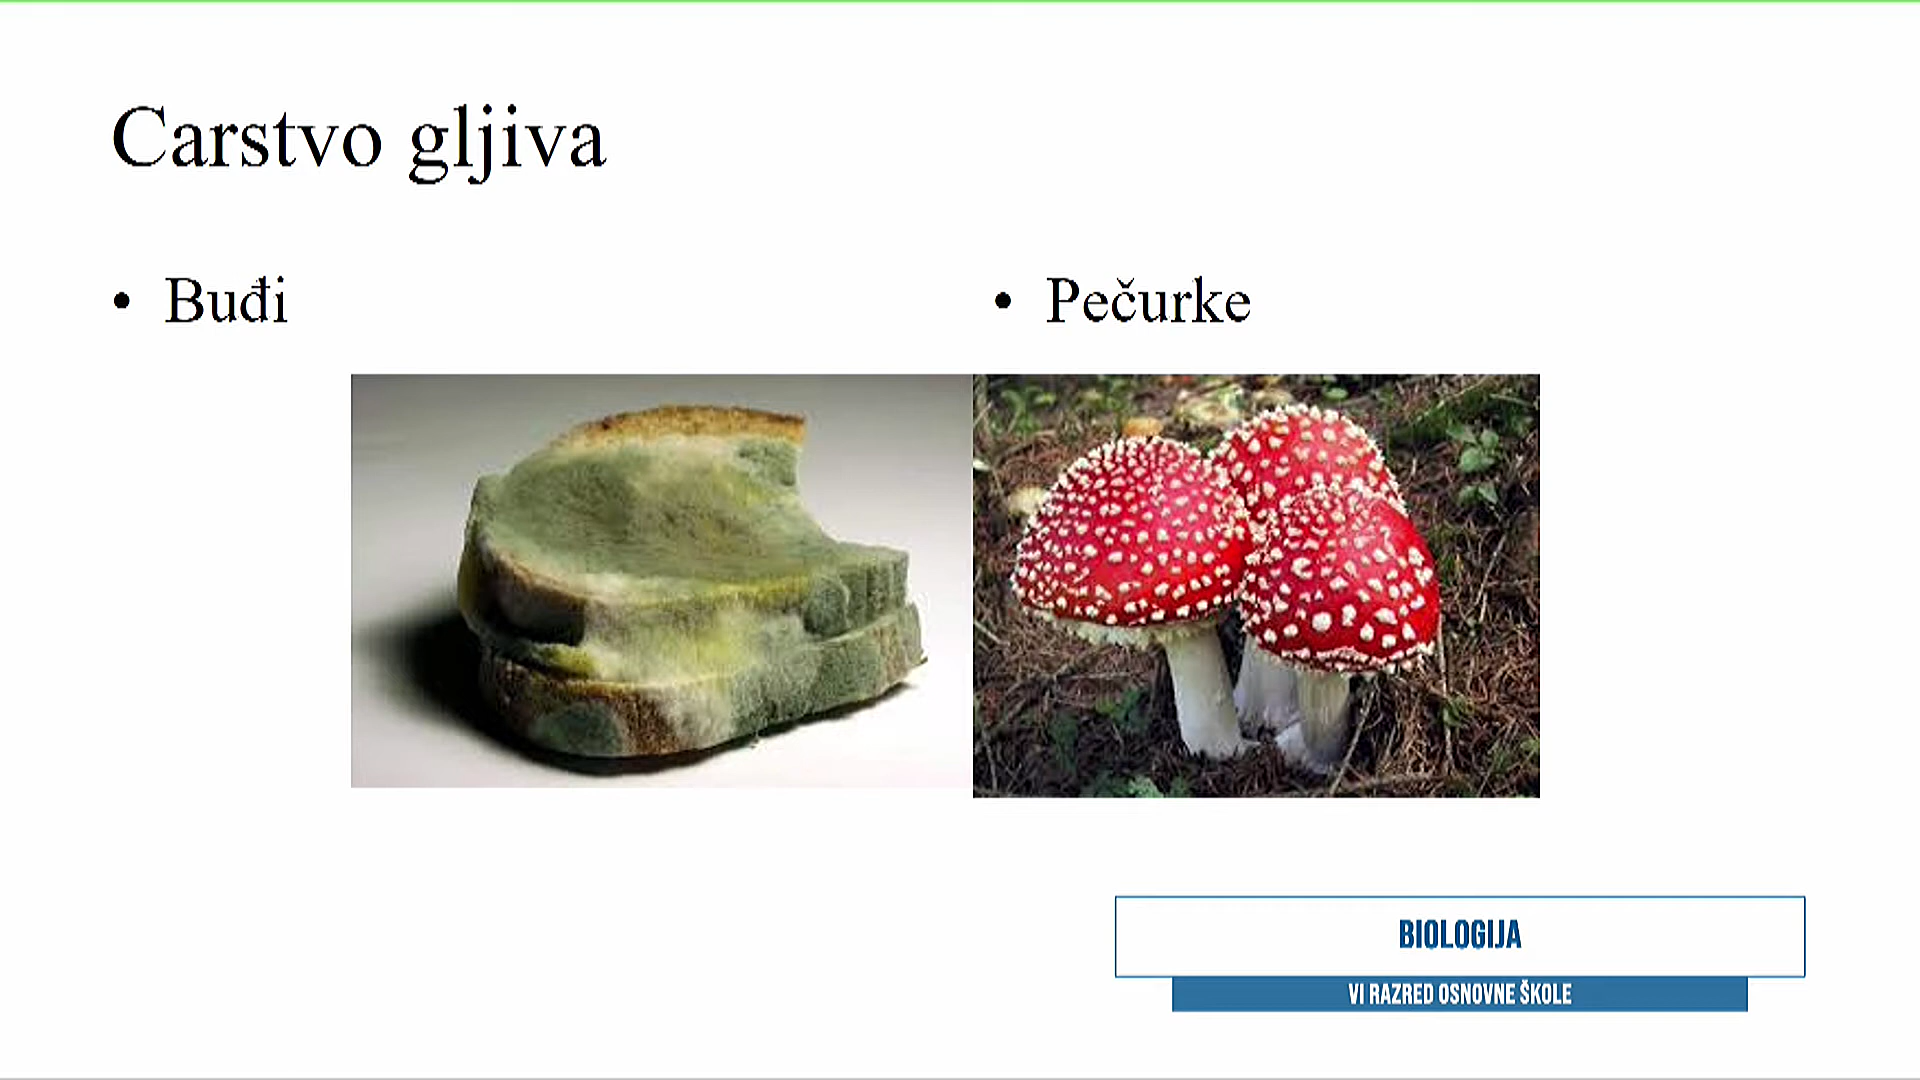 Carstvo gljiva
• Buđi
• Pečurke
BIOLOGIJA
VI RAZRED OSNOVNE ŠKOLE